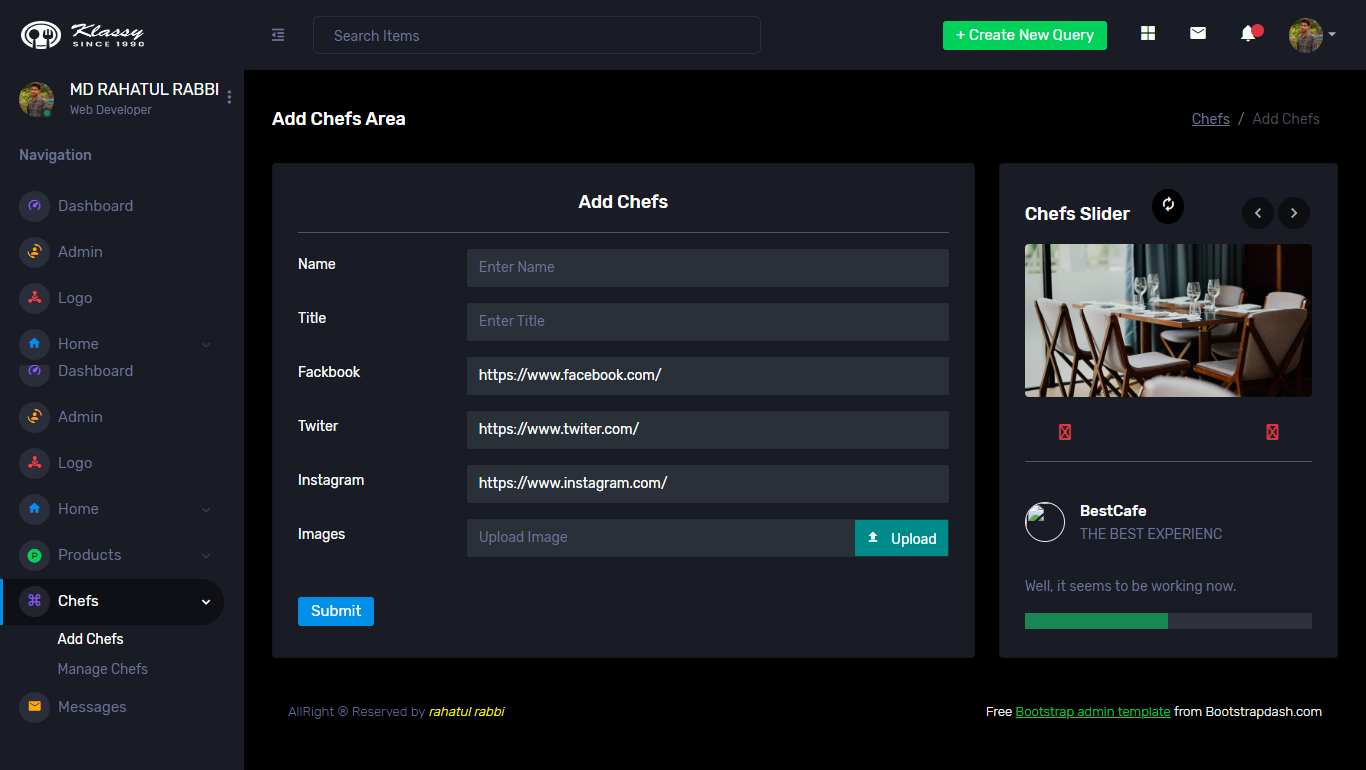 Klassy
SINCE 1990
Search Items
+ Create New Query
MD RAHATUL RABBI
Web Developer
Navigation
Dashboard
Admin
Logo
Home
Dashboard
Admin
Logo
Home
Products
Chefs
Add Chefs
Manage Chefs
Messages
Add Chefs Area
Chefs / Add Chefs
Add Chefs
Name
Enter Name
Title
Enter Title
Fackbook
https://www.facebook.com/
Twiter
https://www.twiter.com/
Instagram
https://www.instagram.com/
Images
Upload Image
Upload
Submit
Chefs Slider
BestCafe
THE BEST EXPERIENC
Well, it seems to be working now.
AllRight ® Reserved by rahatul rabbi
Free Bootstrap admin template from Bootstrapdash.com